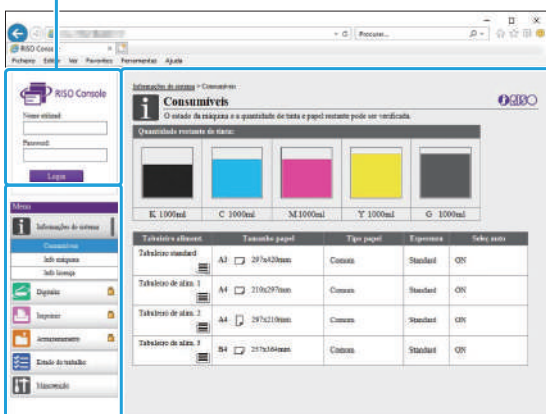 Procurar...
RISO Console
Ficheiro Editar Ver Favoritos Ferramentas Ajuda
RISO Console
Nome utilizad.
Password:
Login
Menu
Informações do sistema
Consumíveis
Info máquina
Info licença
Digitaliz.
Imprimir
Armazenamento
Estado do trabalho
Manutenção
Informações do sistema > Consumíveis
Consumíveis
O estado da máquina e a quantidade de tinta e papel restante pode ser verificada.
RISO
Quantidade restante de tinta:
K 1000ml C 1000ml M 1000ml Y 1000ml G 1000ml
Tabuleiro aliment. Tamanho papel Tipo papel Espessura Seleç auto
Tabuleiro standard A3 297x420mm Comum Standard ON
Tabuleiro de alim. 1 A4 210x297mm Comum Standard ON
Tabuleiro de alim. 2 A4 297x210mm Comum Standard ON
Tabuleiro de alim. 3 B4 257x364mm Comum Standard ON